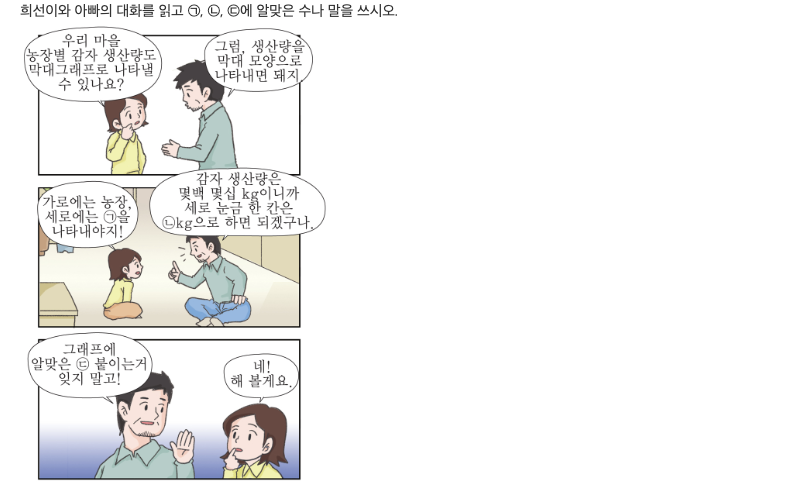 희선이와 아빠의 대화를 읽고 ㉠, ㉡, ㉢에 알맞은 수나 말을 쓰시오.
우리 마을
농장별 감자 생산량도
막대그래프로 나타낼
수 있나요?
그럼, 생산량을
막대 모양으로
나타내면 돼지.
가로에는 농장,
세로에는 ㉠을
나타내야지!
감자 생산량은
몇백 몇십 kg이니까
세로 눈금 한 칸은
㉡kg으로 하면 되겠구나.
그래프에
알맞은 ㉢ 붙이는거
잊지 말고!
네!
해 볼게요.